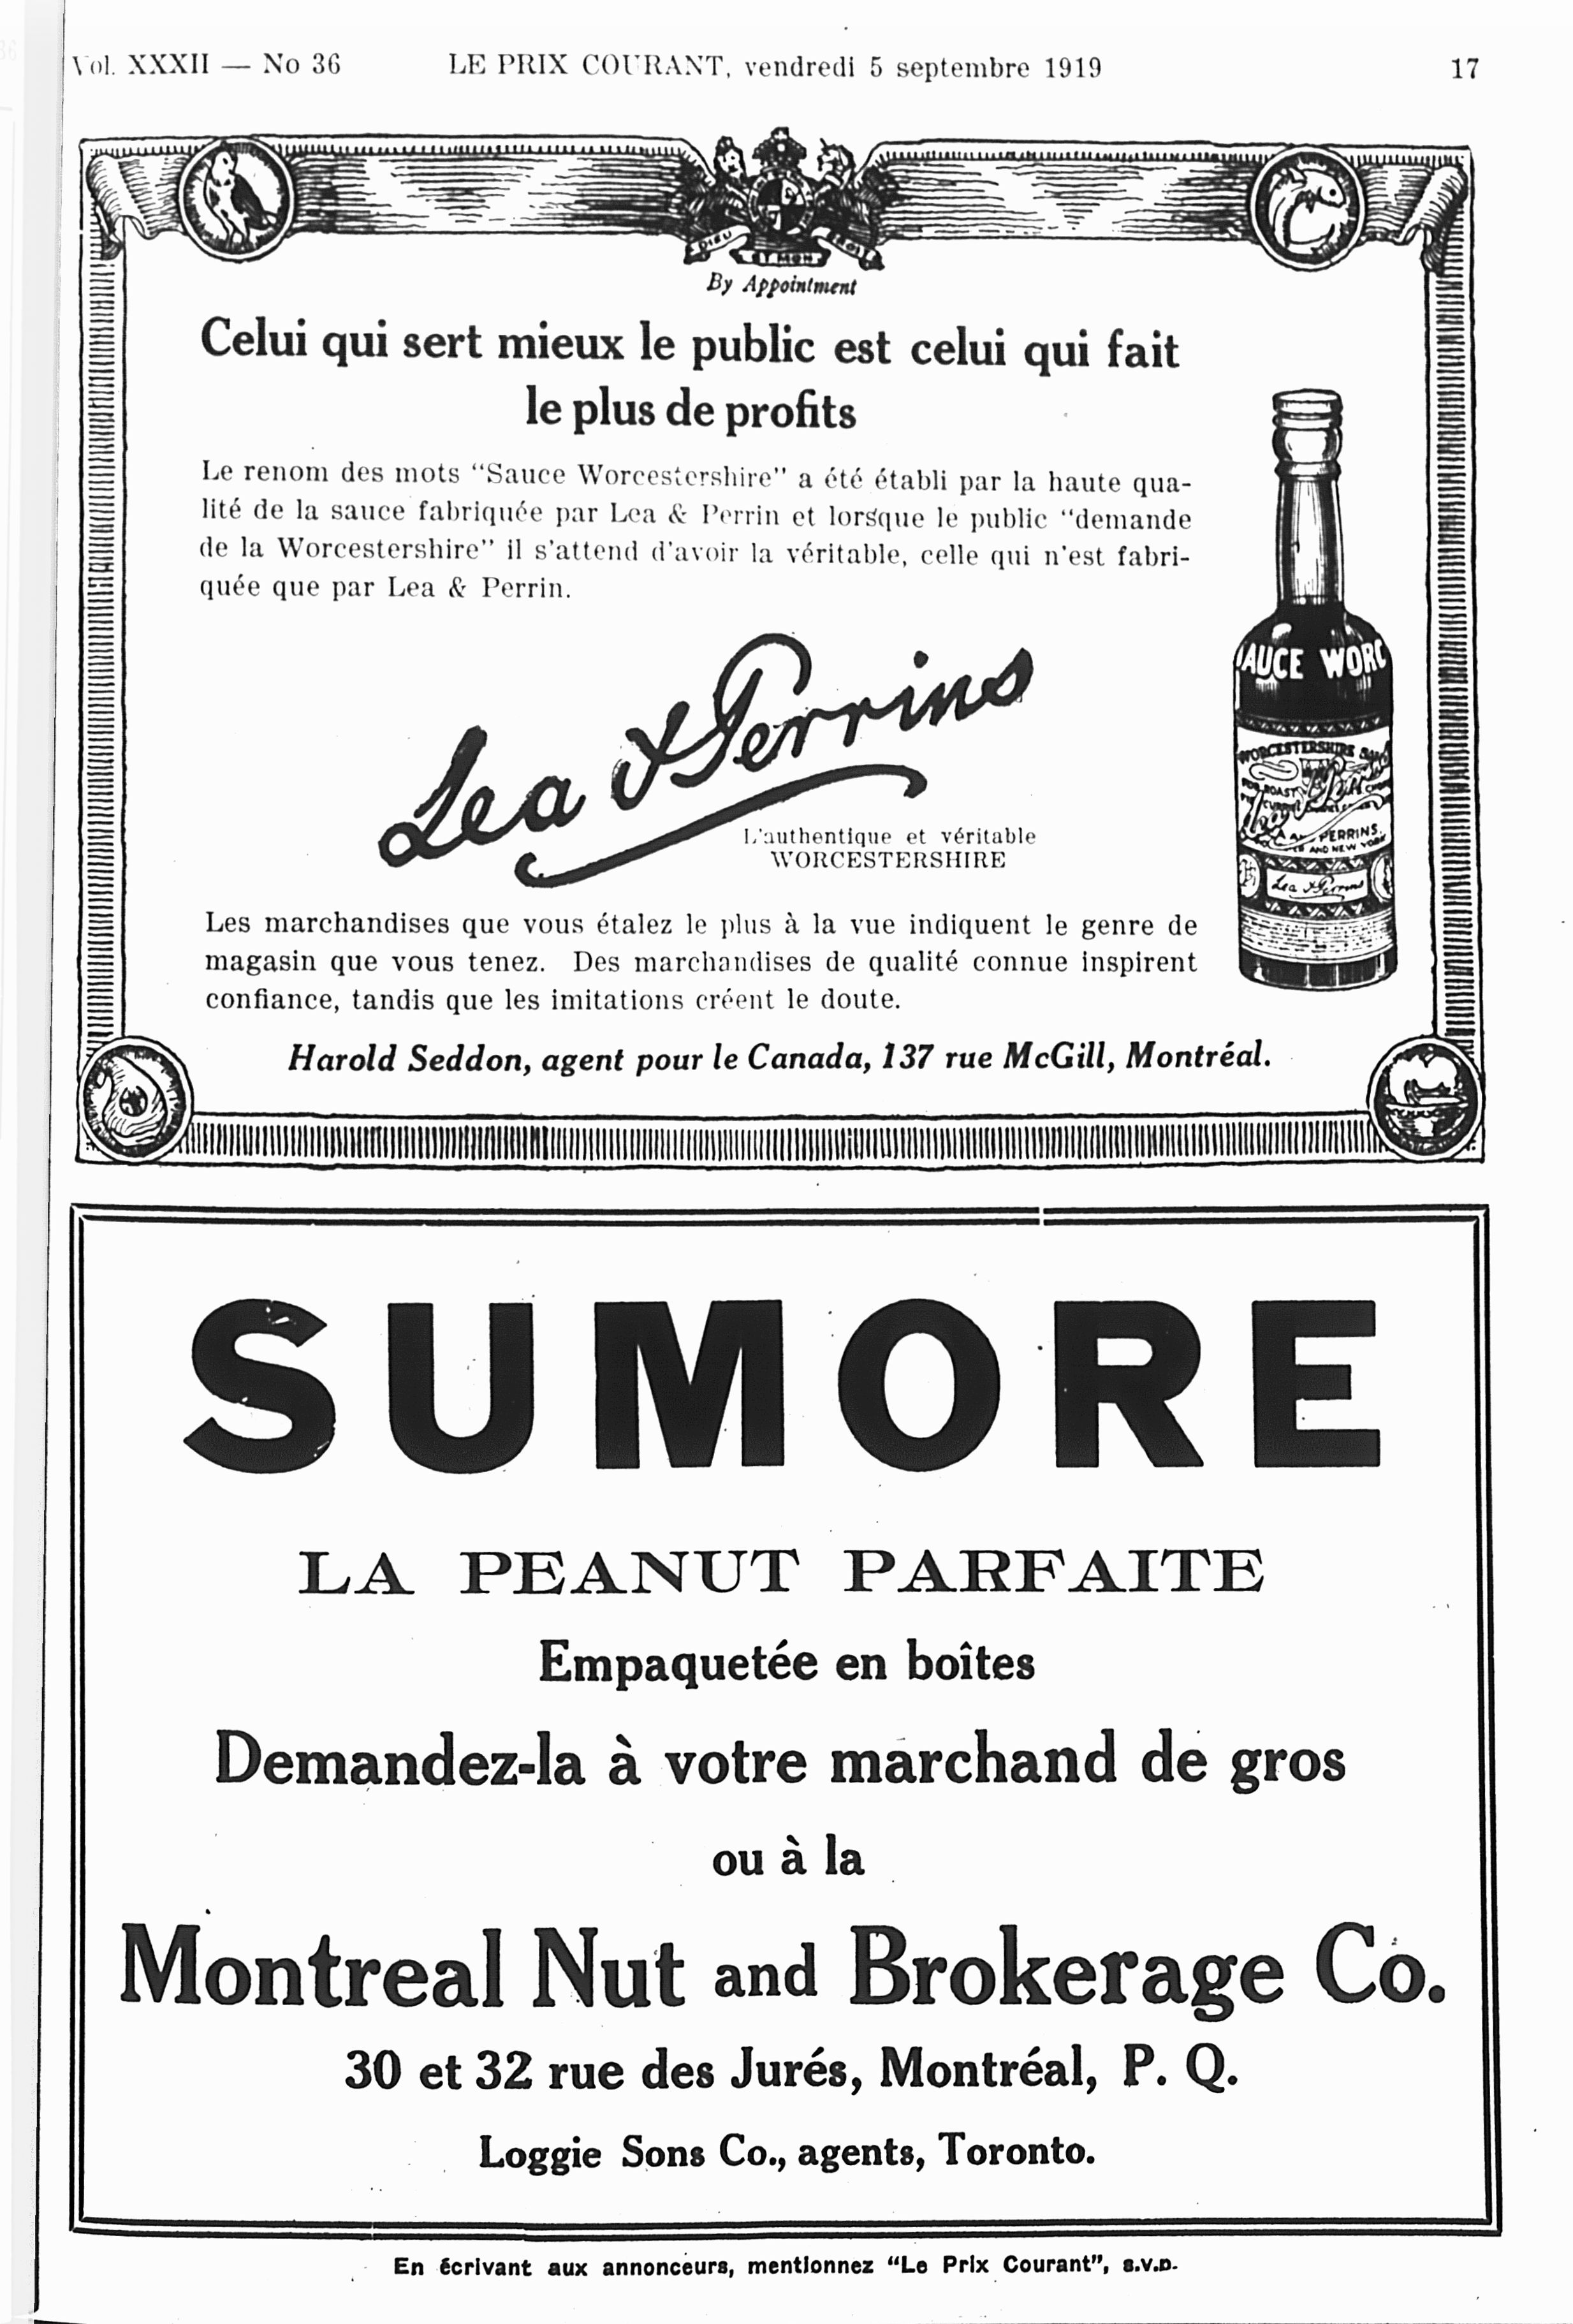 Vol. XXXII — No 36 LE PRIX COURANT, vendredi 5 septembre 1919 17
DIEU ET MON
By Appointment
Celui qui sert mieux le public est celui qui fait
le plus de profits
Le renom des mots "Sauce Worcestershire" a été établi par la haute qua-
lité de la sauce fabriquée par Lea & Perrin et lorsque le public "demande
de la Worcestershire" il s'attend d'avoir la véritable, celle qui n'est fabri-
quée que par Lea & Perrin.
Lea & Perrins
L'authentique et véritable
WORCESTERSHIRE
SAUCE WORC
WORCESTERSHIRE
ROAST
PERRINS.
AND NEW YORK
Lea & Perrins
Les marchandises que vous étalez le plus à la vue indiquent le genre de
magasin que vous tenez. Des marchandises de qualité connue inspirent
confiance, tandis que les imitations créent le doute.
Harold Seddon, agent pour le Canada, 137 rue McGill, Montréal.
SUMORE
LA PEANUT PARFAITE
Empaquetée en boîtes
Demandez-la à votre marchand de gros
ou à la
Montreal Nut and Brokerage Co.
30 et 32 rue des Jurés, Montréal, P. Q.
Loggie Sons Co., agents, Toronto.
En écrivant aux annonceurs, mentionnez "Le Prix Courant", s.v.p.